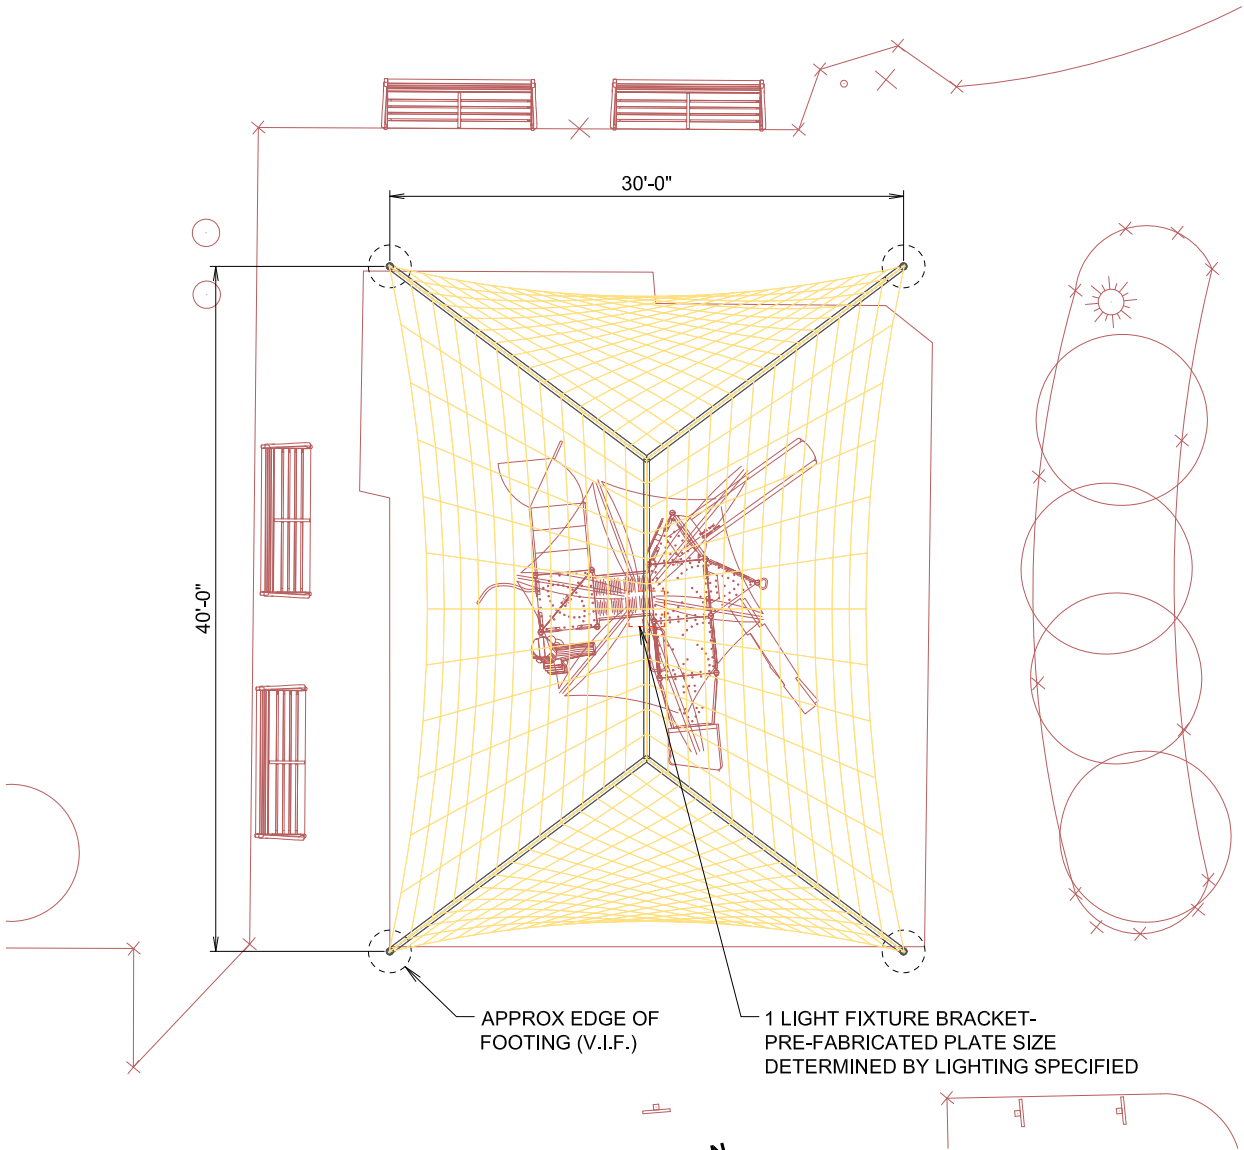 30'-0"
40'-0"
APPROX EDGE OF
FOOTING (V.I.F.)
1 LIGHT FIXTURE BRACKET-
PRE-FABRICATED PLATE SIZE
DETERMINED BY LIGHTING SPECIFIED